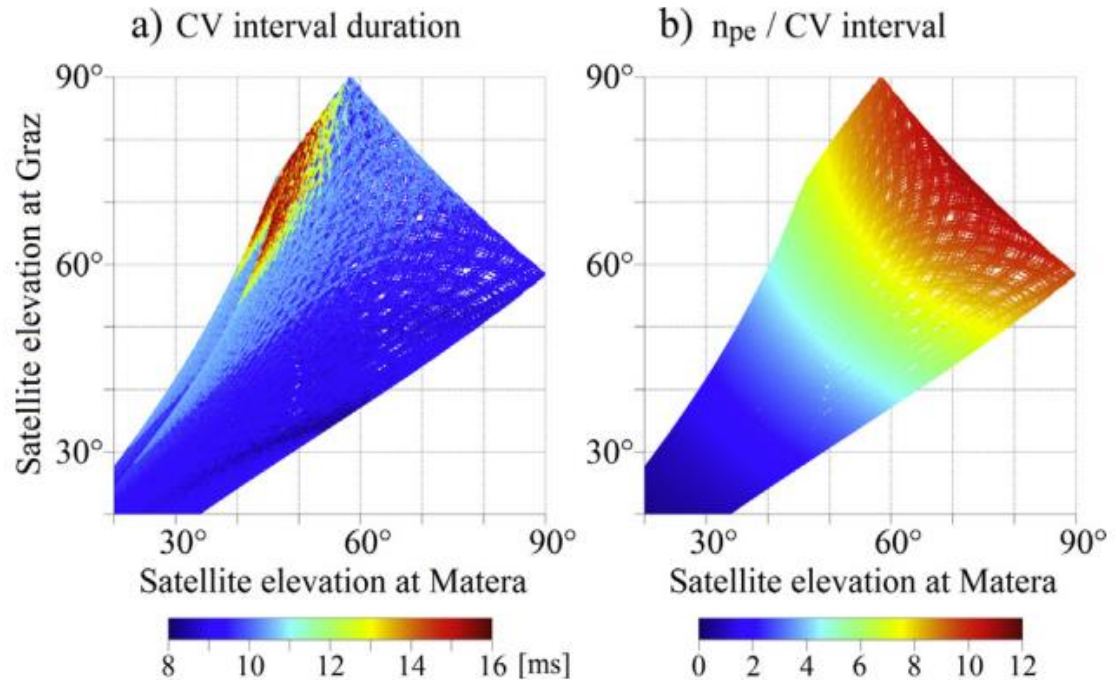 a) CV interval duration
b) npe / CV interval
Satellite elevation at Graz
90°
60°
30°
30°
60°
90°
Satellite elevation at Matera
8 10 12 14 16 [ms]
90°
60°
30°
30°
60°
90°
Satellite elevation at Matera
0 2 4 6 8 10 12